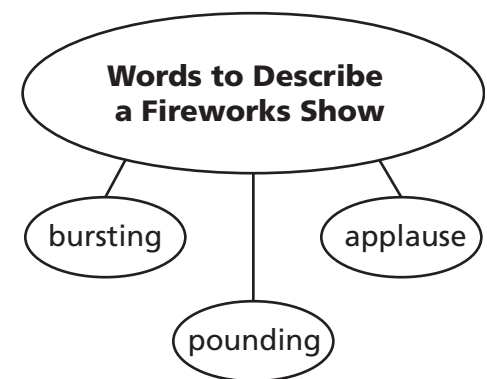 Words to Describe
a Fireworks Show
bursting
applause
pounding